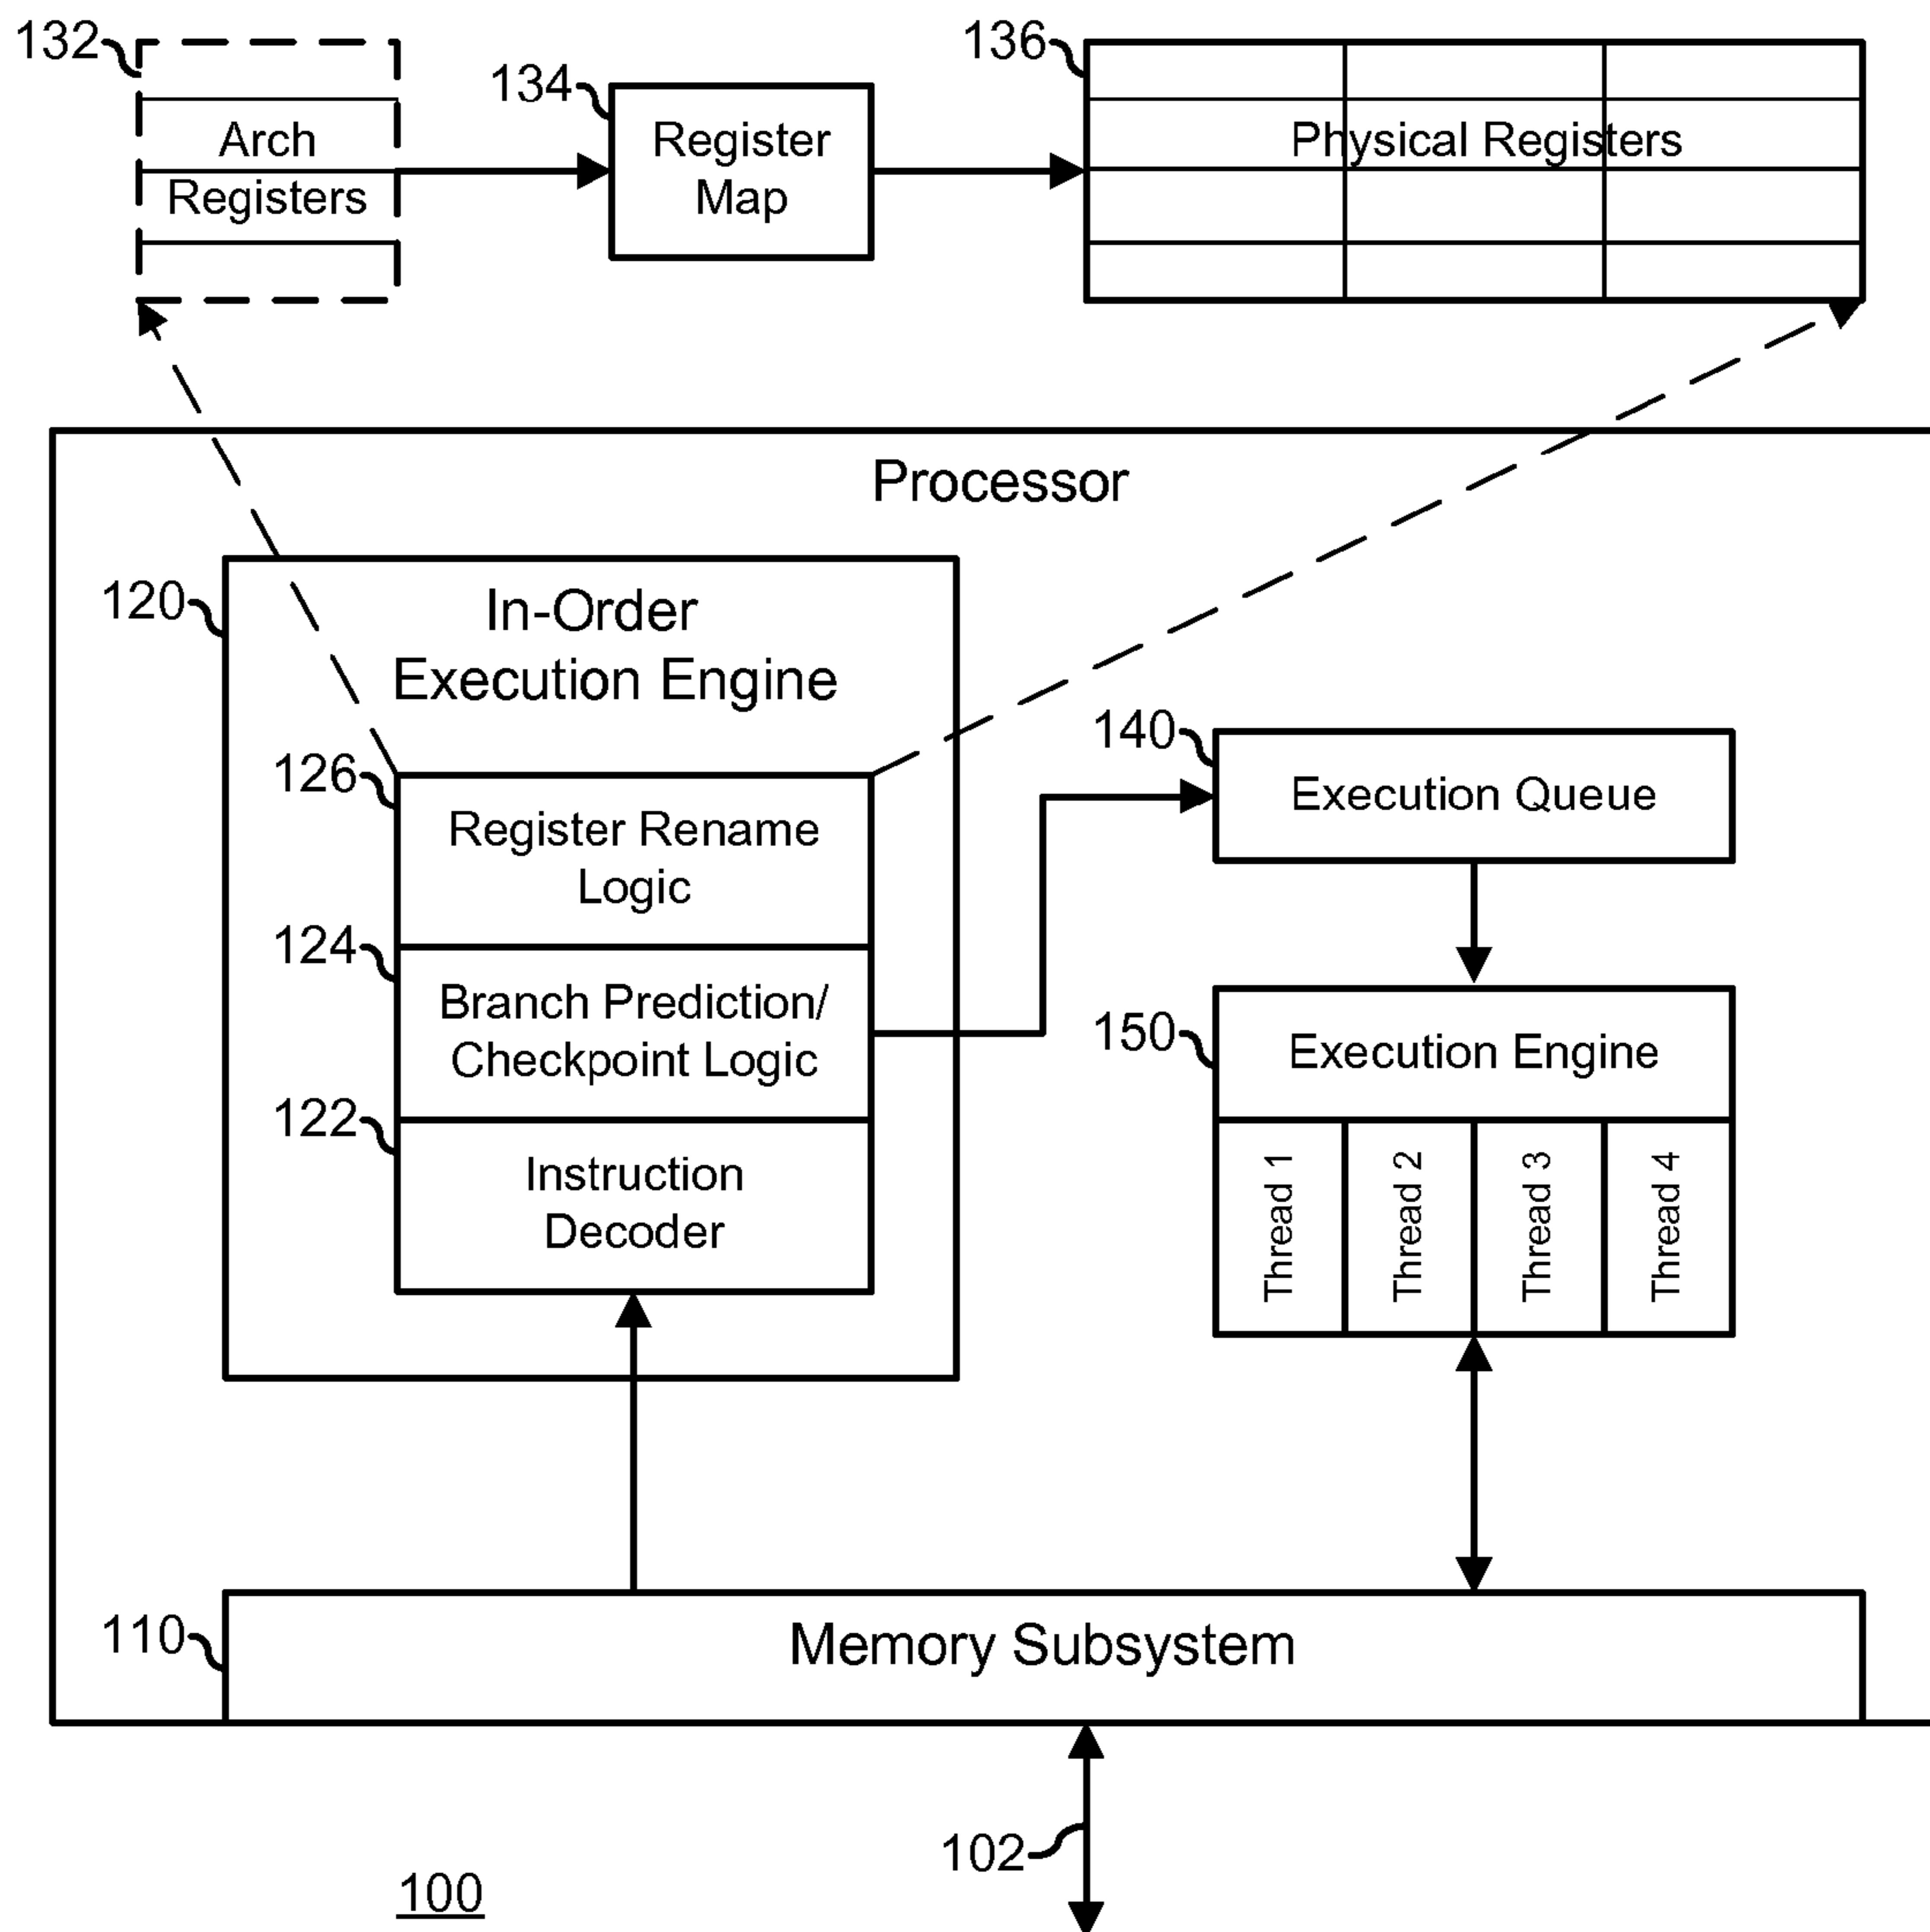 132
134
136
Arch
Registers
Register
Map
Physical Registers
Processor
120
In-Order
Execution Engine
126
Register Rename
Logic
124
Branch Prediction/
Checkpoint Logic
122
Instruction
Decoder
140
Execution Queue
150
Execution Engine
Thread 1
Thread 2
Thread 3
Thread 4
110
Memory Subsystem
102
100